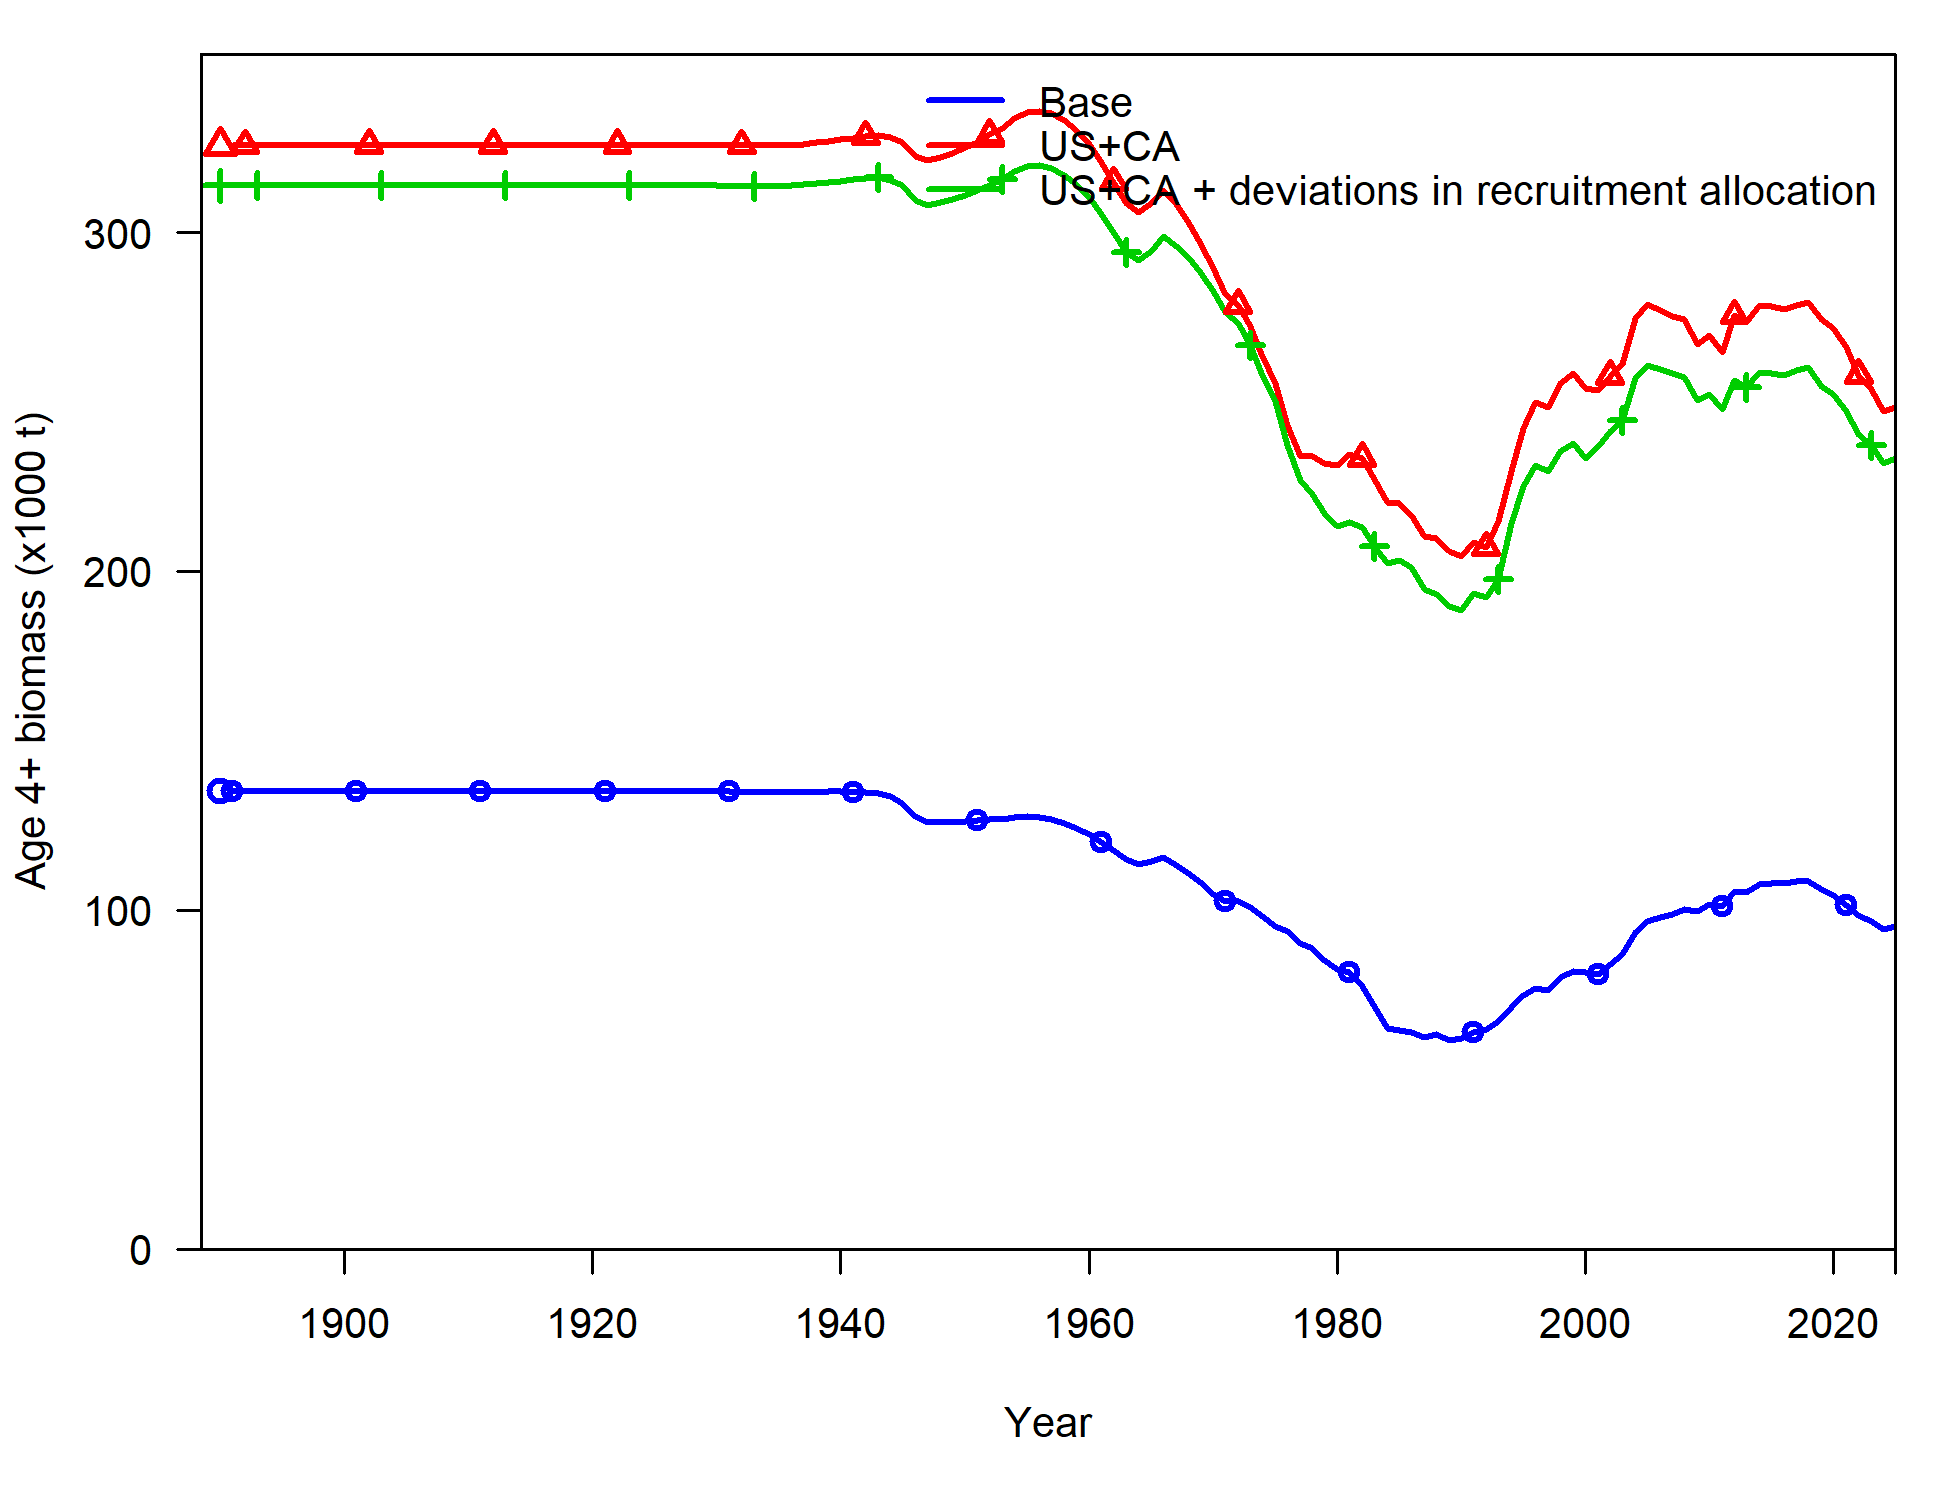 Base
US+CA
US+CA + deviations in recruitment allocation
300
200
100
0
Age 4+ biomass (x1000 t)
1900 1920 1940 1960 1980 2000 2020
Year